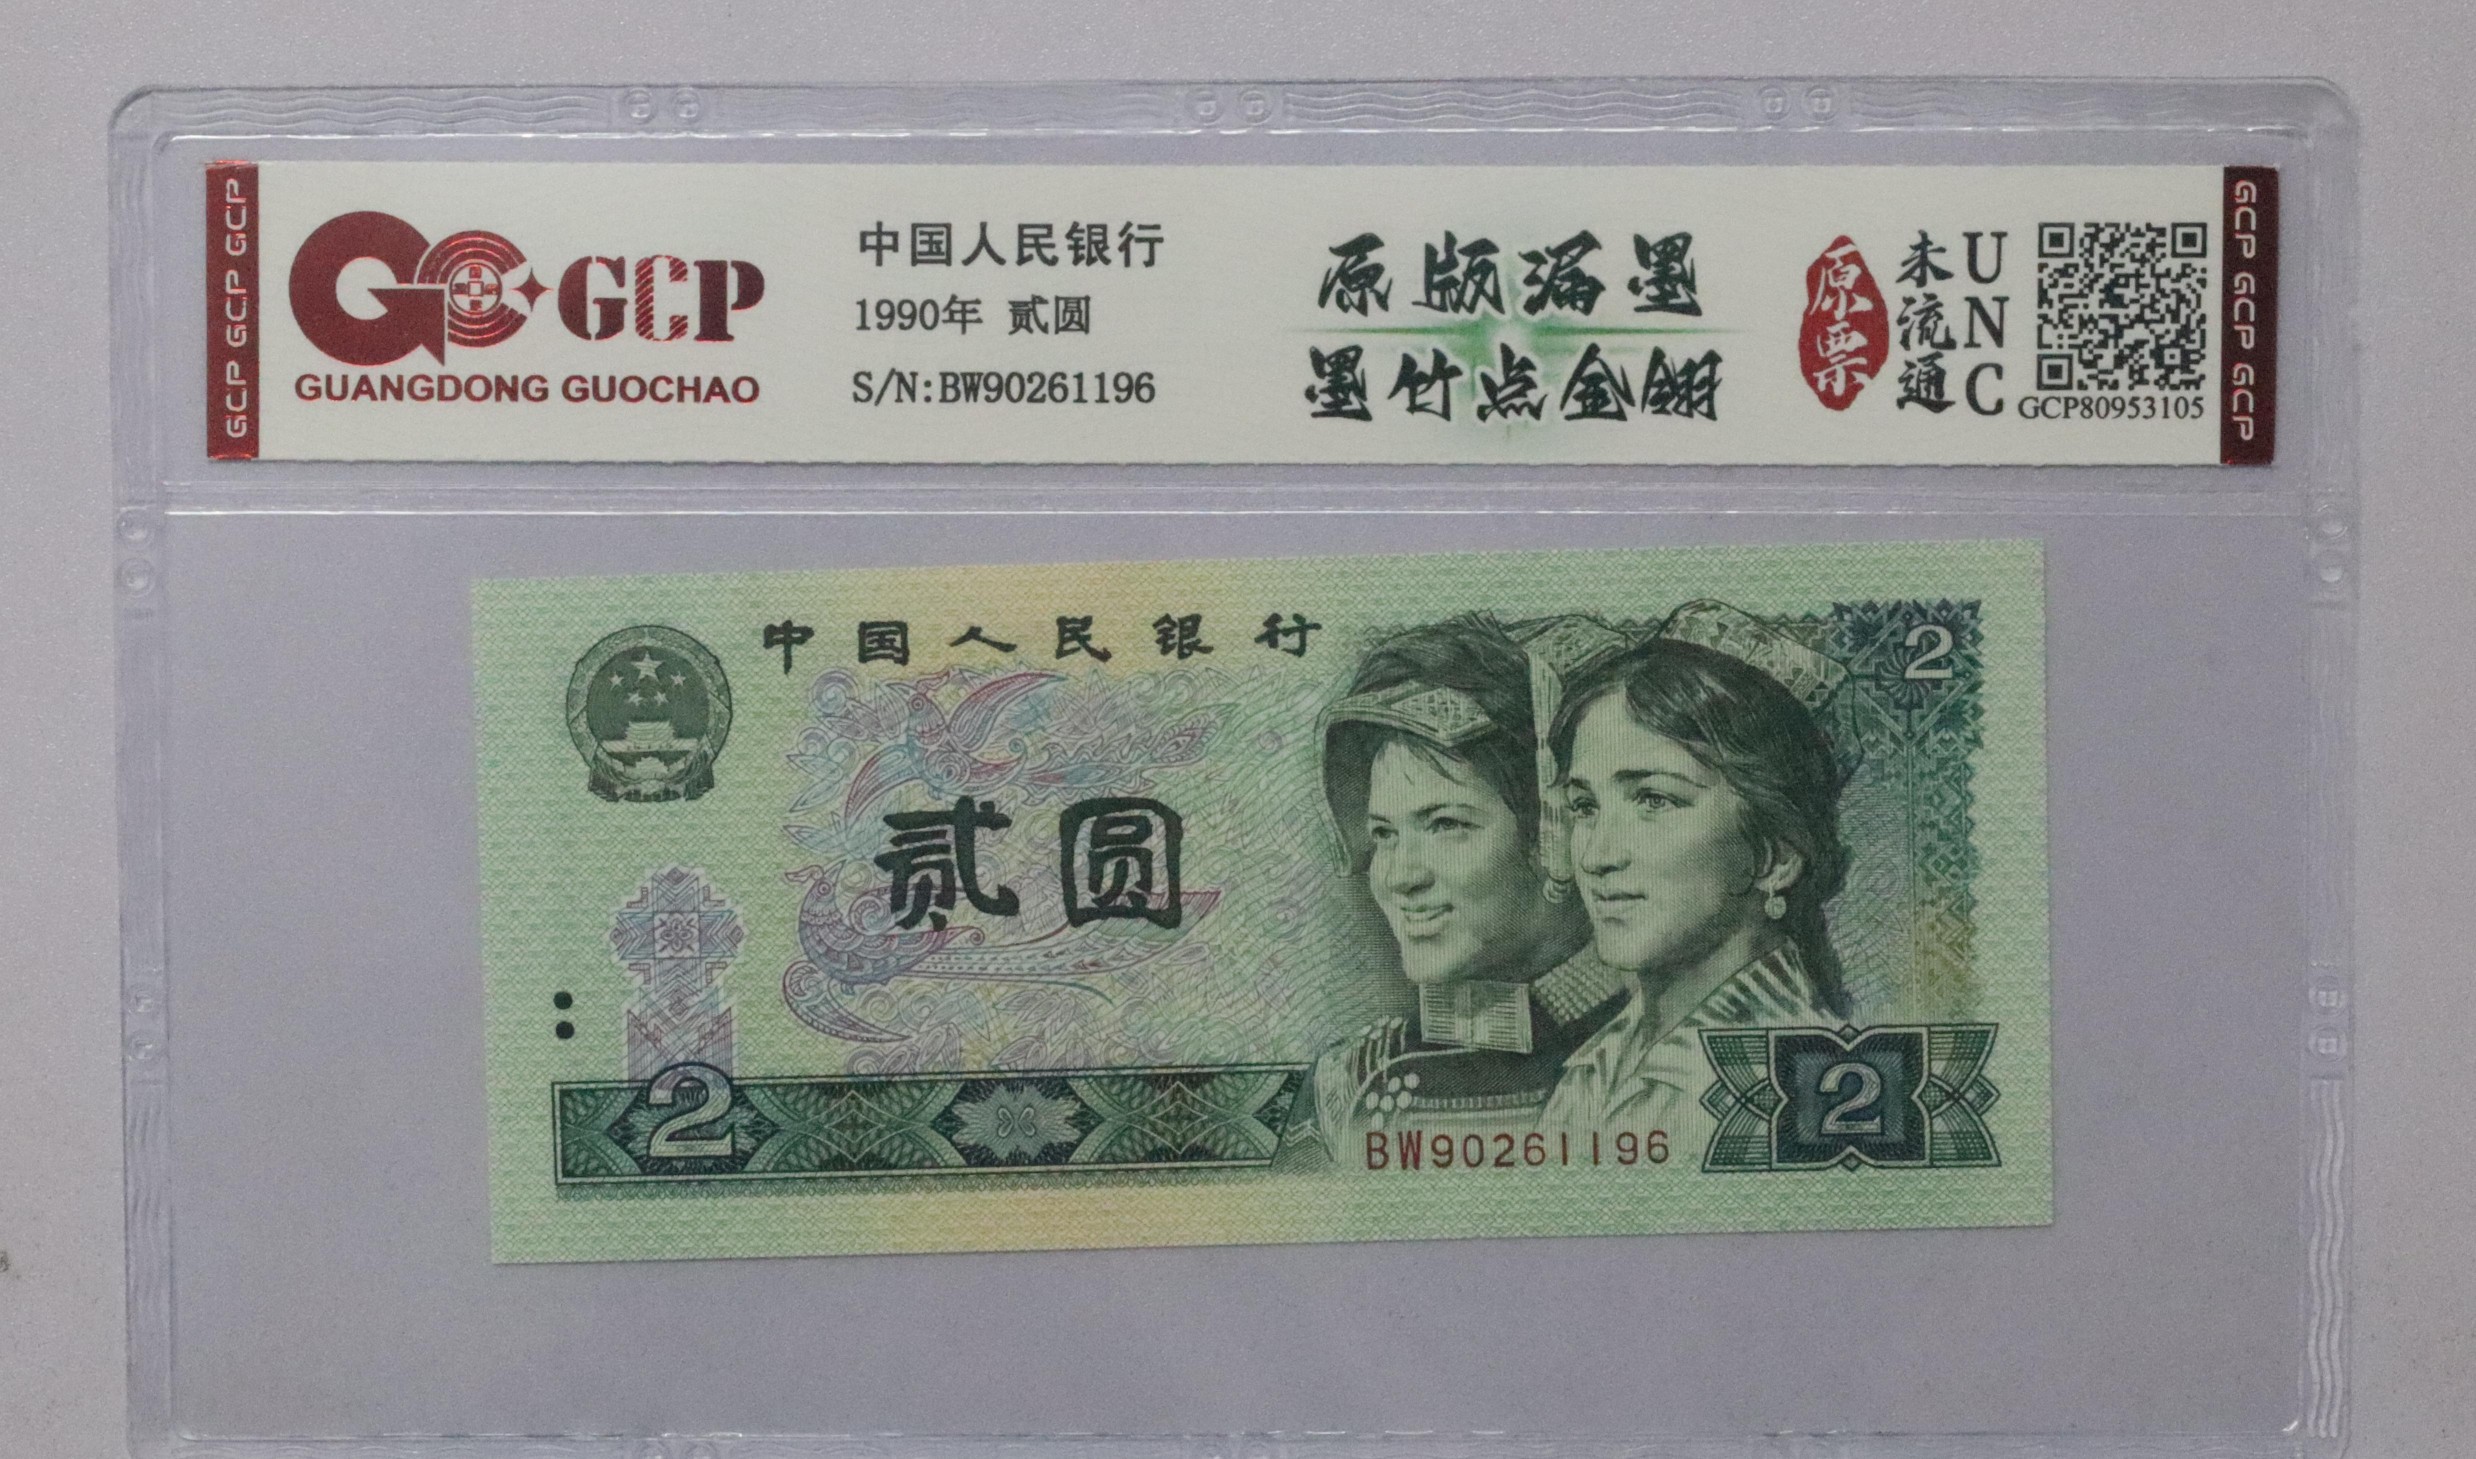 GCP GCP GCP
GCP
GUANGDONG GUOCHAO
中国人民银行
1990年 贰圆
S/N:BW90261196
原版漏墨
墨竹点金翎
原票
未流通
UNC
GCP80953105
GCP GCP GCP
中国人民银行
2
贰圆
2
BW90261196
2